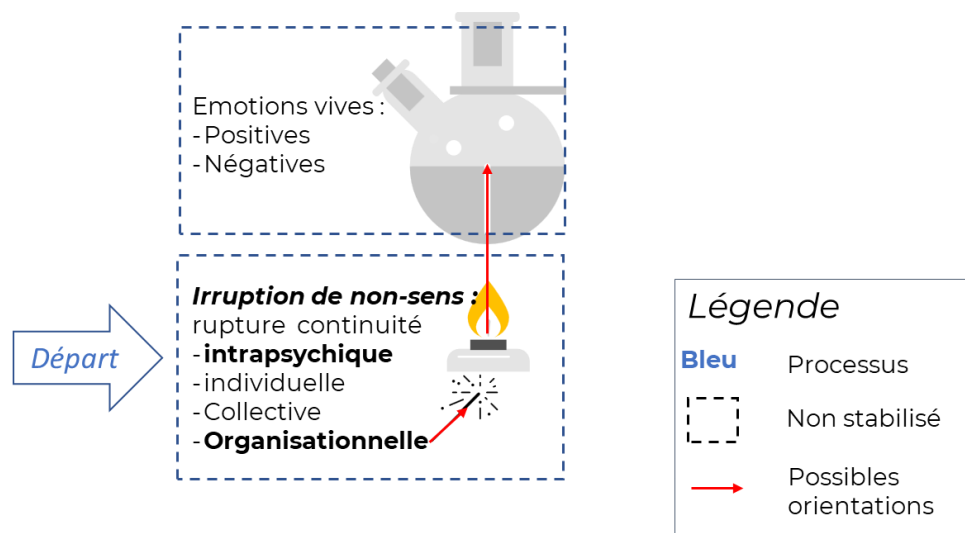 Emotions vives :
-Positives
-Négatives
Départ
Irruption de non-sens :
rupture continuité
-intrapsychique
-individuelle
-Collective
-Organisationnelle
Légende
Bleu Processus
Non stabilisé
Possibles
orientations